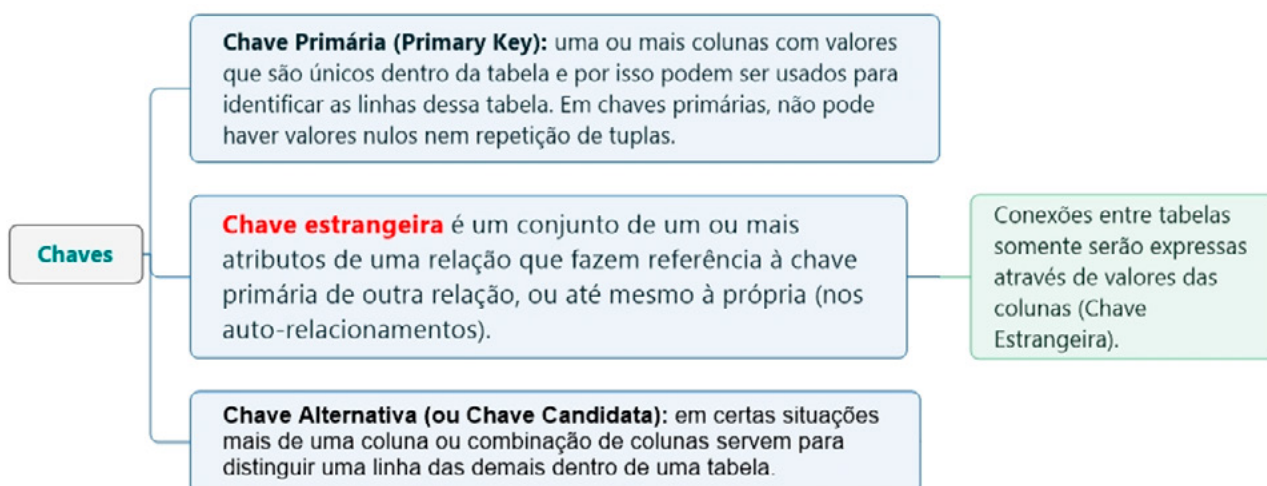 Chaves
Chave Primária (Primary Key): uma ou mais colunas com valores
que são únicos dentro da tabela e por isso podem ser usados para
identificar as linhas dessa tabela. Em chaves primárias, não pode
haver valores nulos nem repetição de tuplas.
Chave estrangeira é um conjunto de um ou mais
atributos de uma relação que fazem referência à chave
primária de outra relação, ou até mesmo à própria (nos
auto-relacionamentos).
Conexões entre tabelas
somente serão expressas
através de valores das
colunas (Chave
Estrangeira).
Chave Alternativa (ou Chave Candidata): em certas situações
mais de uma coluna ou combinação de colunas servem para
distinguir uma linha das demais dentro de uma tabela.